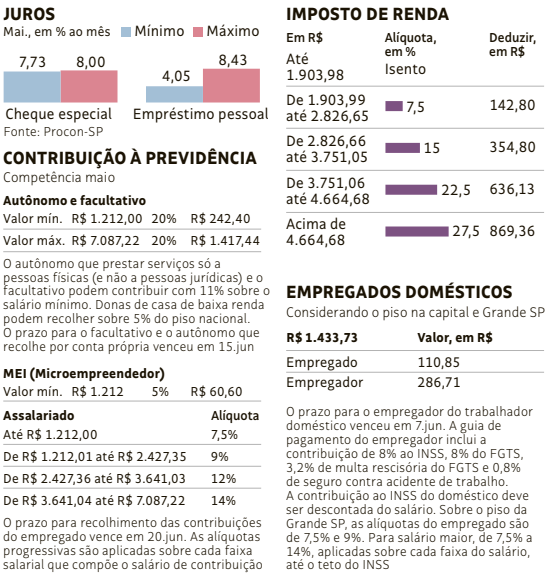 JUROS
Mai., em % ao mês Mínimo Máximo
7,73 8,00 4,05 8,43
Cheque especial Empréstimo pessoal
Fonte: Procon-SP
CONTRIBUIÇÃO À PREVIDÊNCIA
Competência maio
Autônomo e facultativo
Valor mín. R$ 1.212,00 20% R$ 242,40
Valor máx. R$ 7.087,22 20% R$ 1.417,44
O autônomo que prestar serviços só a
pessoas físicas (e não a pessoas jurídicas) e o
facultativo podem contribuir com 11% sobre o
salário mínimo. Donas de casa de baixa renda
podem recolher sobre 5% do piso nacional.
O prazo para o facultativo e o autônomo que
recolhe por conta própria venceu em 15.jun
MEI (Microempreendedor)
Valor mín. R$ 1.212 5% R$ 60,60
Assalariado Alíquota
Até R$ 1.212,00 7,5%
De R$ 1.212,01 até R$ 2.427,35 9%
De R$ 2.427,36 até R$ 3.641,03 12%
De R$ 3.641,04 até R$ 7.087,22 14%
O prazo para recolhimento das contribuições
do empregado vence em 20.jun. As alíquotas
progressivas são aplicadas sobre cada faixa
salarial que compõe o salário de contribuição
IMPOSTO DE RENDA
Em R$ Alíquota, Deduzir,
em % em R$
Até Isento
1.903,98
De 1.903,99
até 2.826,65 7,5 142,80
De 2.826,66
até 3.751,05 15 354,80
De 3.751,06
até 4.664,68 22,5 636,13
Acima de
4.664,68 27,5 869,36
EMPREGADOS DOMÉSTICOS
Considerando o piso na capital e Grande SP
R$ 1.433,73 Valor, em R$
Empregado 110,85
Empregador 286,71
O prazo para o empregador do trabalhador
doméstico venceu em 7.jun. A guia de
pagamento do empregador inclui a
contribuição de 8% ao INSS, 8% do FGTS,
3,2% de multa rescisória do FGTS e 0,8%
de seguro contra acidente de trabalho.
A contribuição ao INSS do doméstico deve
ser descontada do salário. Sobre o piso da
Grande SP, as alíquotas do empregado são
de 7,5% e 9%. Para salário maior, de 7,5% a
14%, aplicadas sobre cada faixa do salário,
até o teto do INSS